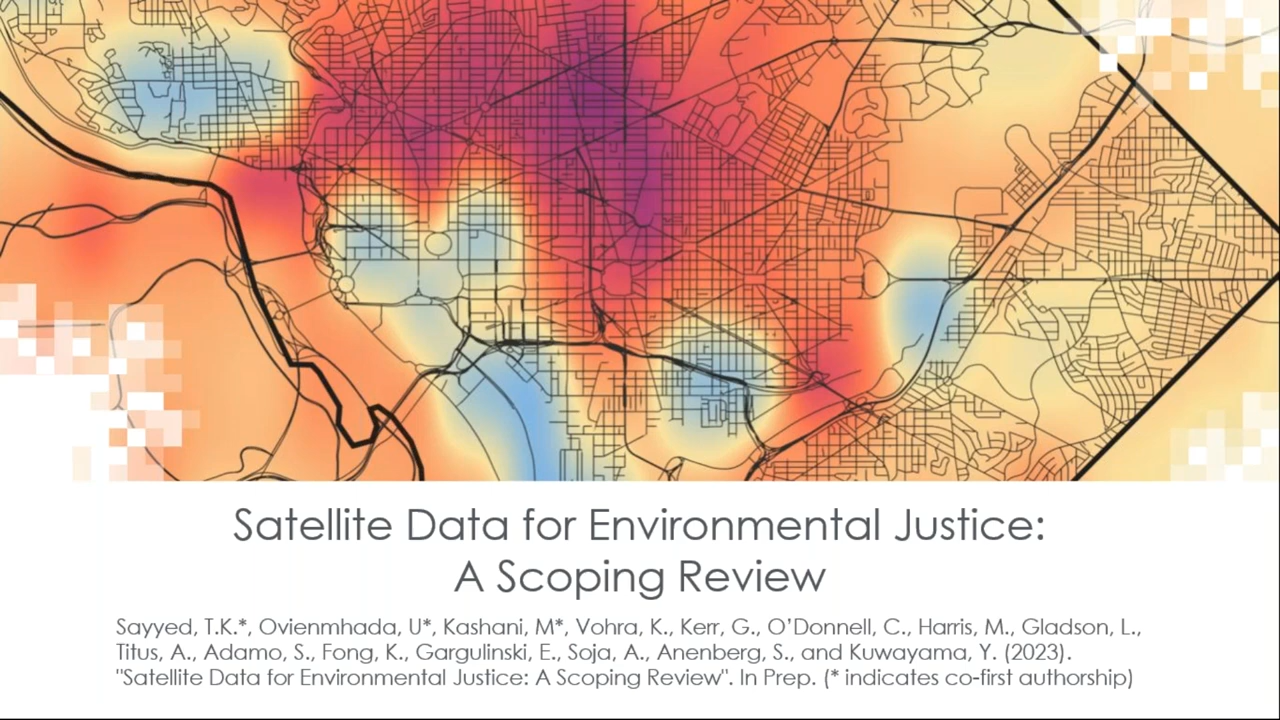 Satellite Data for Environmental Justice:
A Scoping Review
Sayyed, T.K.*, Ovienmhada, U*, Kashani, M*, Vohra, K., Kerr, G., O’Donnell, C., Harris, M., Gladson, L.,
Titus, A., Adamo, S., Fong, K., Gargulinski, E., Soja, A., Anenberg, S., and Kuwayama, Y. (2023).
"Satellite Data for Environmental Justice: A Scoping Review". In Prep. (* indicates co-first authorship)